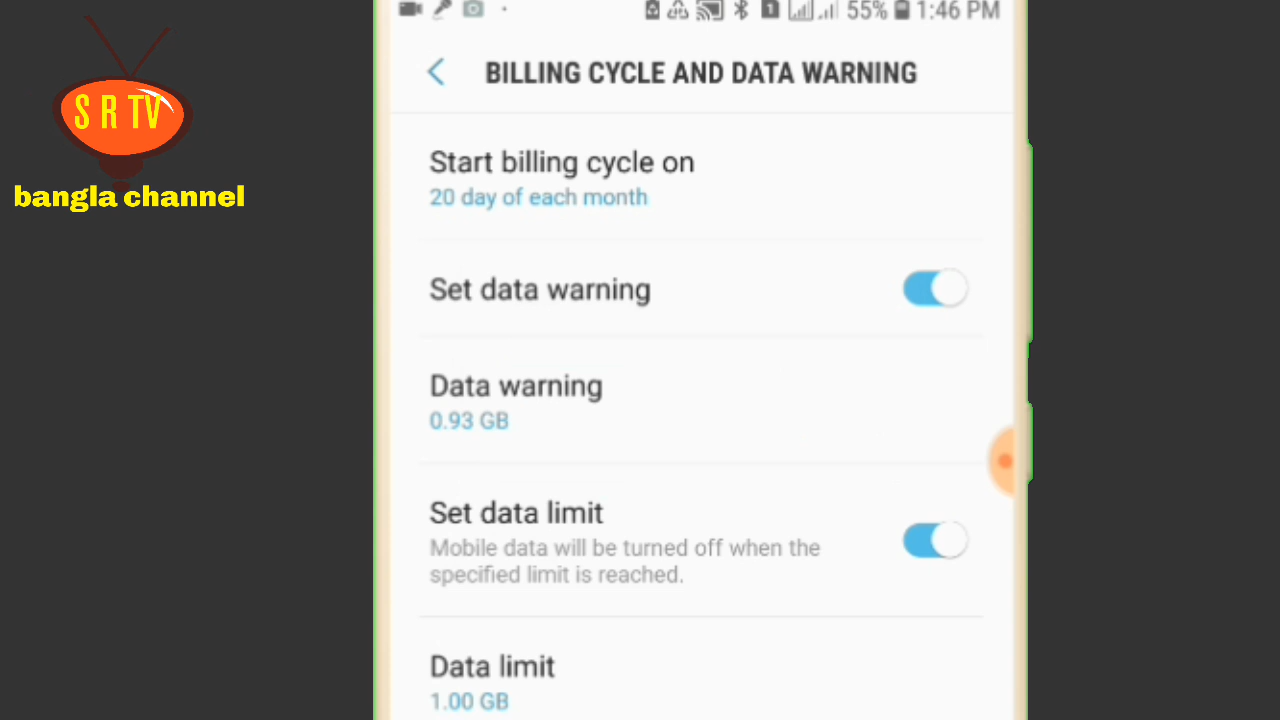 S R TV
bangla channel
1
55%
1:46 PM
BILLING CYCLE AND DATA WARNING
Start billing cycle on
20 day of each month
Set data warning
Data warning
0.93 GB
Set data limit
Mobile data will be turned off when the
specified limit is reached.
Data limit
1.00 GB